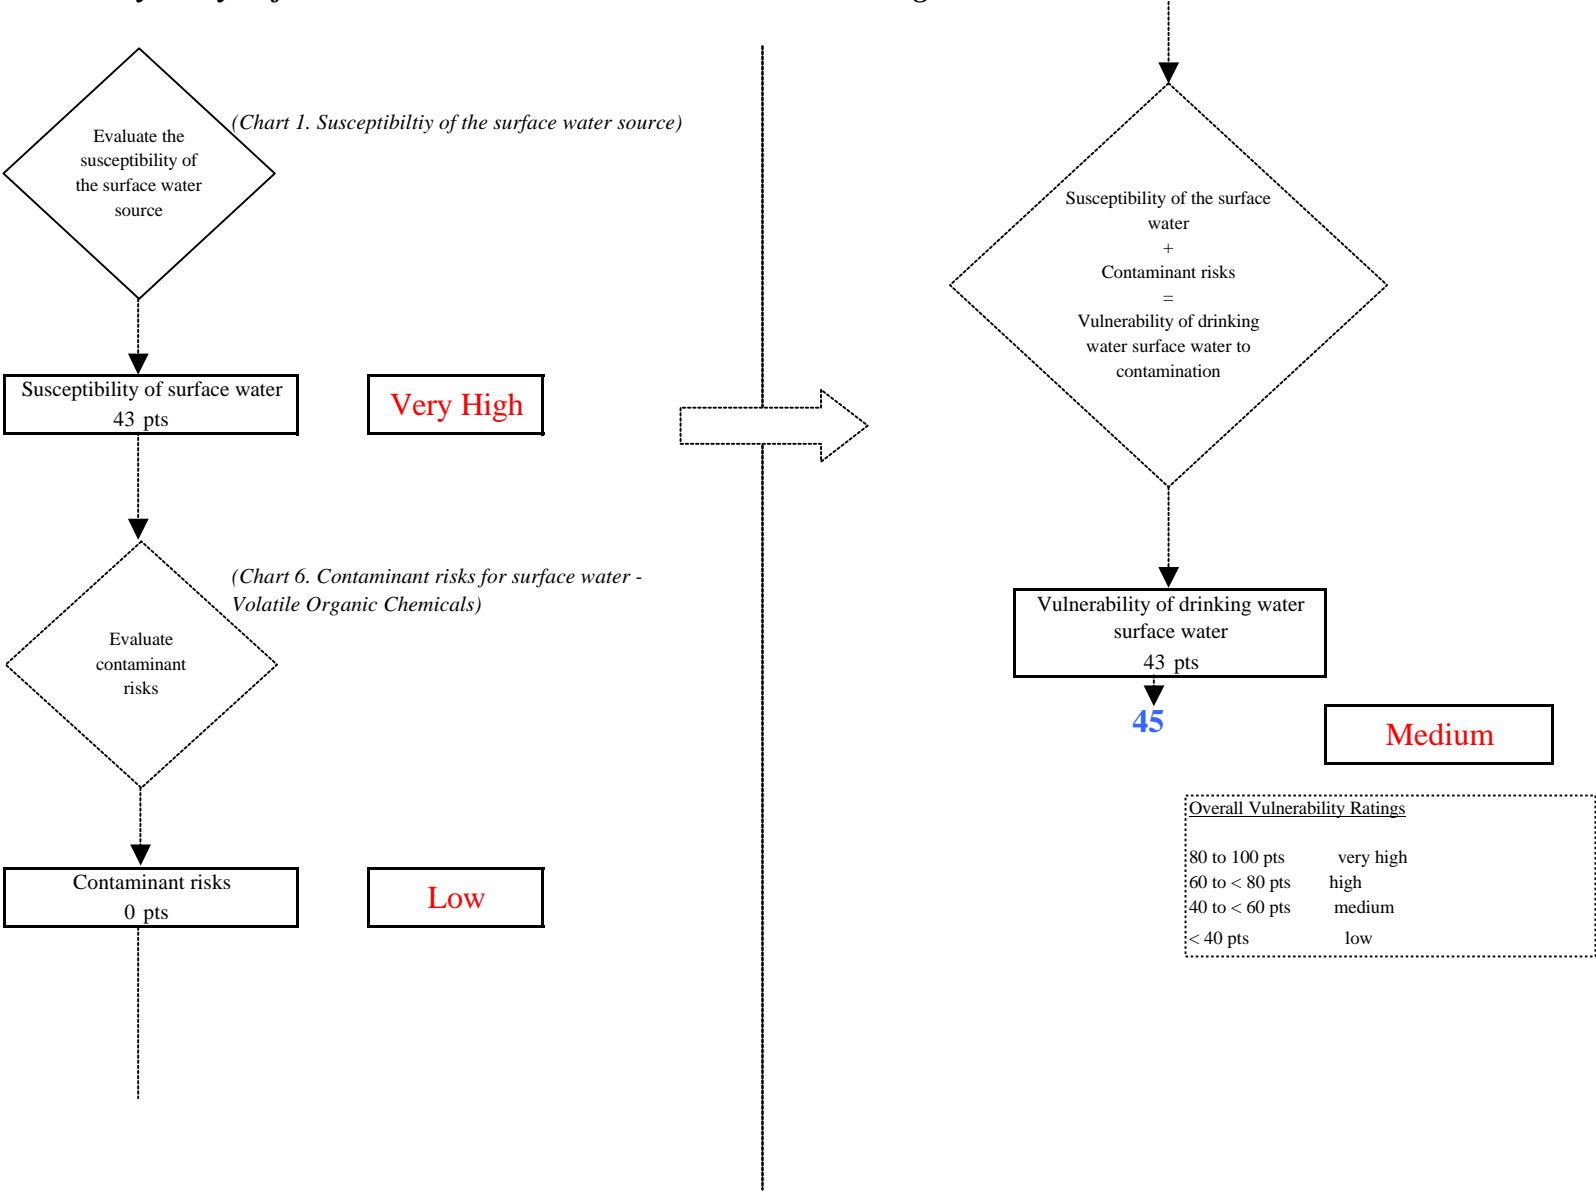 Evaluate the
susceptibility of
the surface water
source
(Chart 1. Susceptibiltiy of the surface water source)
Susceptibility of surface water
43 pts
Very High
(Chart 6. Contaminant risks for surface water -
Volatile Organic Chemicals)
Evaluate
contaminant
risks
Contaminant risks
0 pts
Low
Susceptibility of the surface
water
+
Contaminant risks
=
Vulnerability of drinking
water surface water to
contamination
Vulnerability of drinking water
surface water
43 pts
45
Medium
Overall Vulnerability Ratings
80 to 100 pts very high
60 to < 80 pts high
40 to < 60 pts medium
< 40 pts low